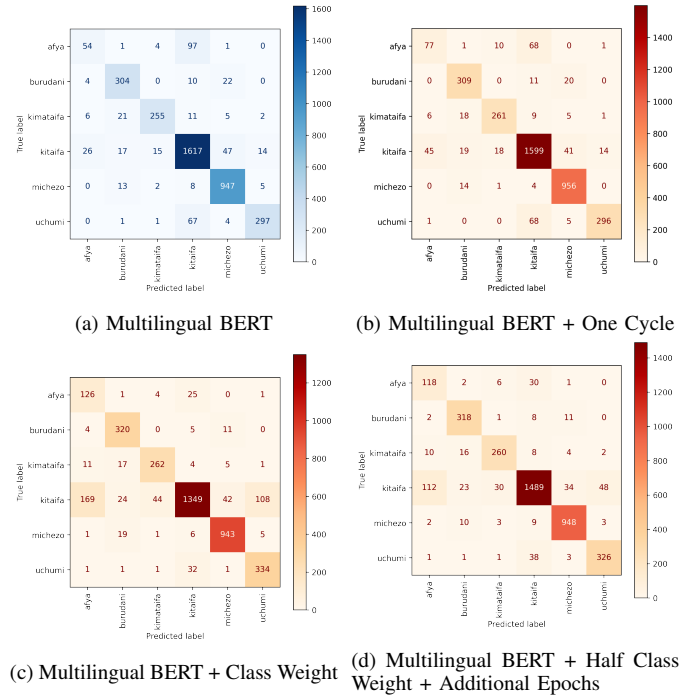 afya 54 1 4 97 1 0
burudani 4 304 0 10 22 0
kimataifa 6 21 255 11 5 2
kitaifa 26 17 15 1617 47 14
michezo 0 13 2 8 947 5
uchumi 0 1 1 67 4 297
True label
afya burudani kimataifa kitaifa michezo uchumi
Predicted label
1600
1400
1200
1000
800
600
400
200
0
(a) Multilingual BERT
afya 77 1 10 68 0 1
burudani 0 309 0 11 20 0
kimataifa 6 18 261 9 5 1
kitaifa 45 19 18 1599 41 14
michezo 0 14 1 4 956 0
uchumi 1 0 0 68 5 296
True label
afya burudani kimataifa kitaifa michezo uchumi
Predicted label
1400
1200
1000
800
600
400
200
0
(b) Multilingual BERT + One Cycle
afya 126 1 4 25 0 1
burudani 4 320 0 5 11 0
kimataifa 11 17 262 4 5 1
kitaifa 169 24 44 1349 42 108
michezo 1 19 1 6 943 5
uchumi 1 1 1 32 1 334
True label
afya burudani kimataifa kitaifa michezo uchumi
Predicted label
1200
1000
800
600
400
200
0
(c) Multilingual BERT + Class Weight
afya 118 2 6 30 1 0
burudani 2 318 1 8 11 0
kimataifa 10 16 260 8 4 2
kitaifa 112 23 30 1489 34 48
michezo 2 10 3 9 948 3
uchumi 1 1 1 38 3 326
True label
afya burudani kimataifa kitaifa michezo uchumi
Predicted label
1400
1200
1000
800
600
400
200
0
(d) Multilingual BERT + Half Class
Weight + Additional Epochs